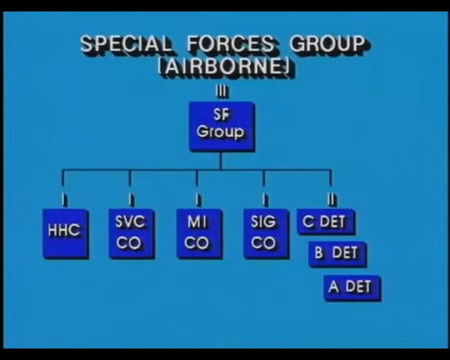 SPECIAL FORCES GROUP
[AIRBORNE]
III
SF
Group
I
I
I
I
II
HHC
SVC
CO
MI
CO
SIG
CO
C DET
B DET
A DET